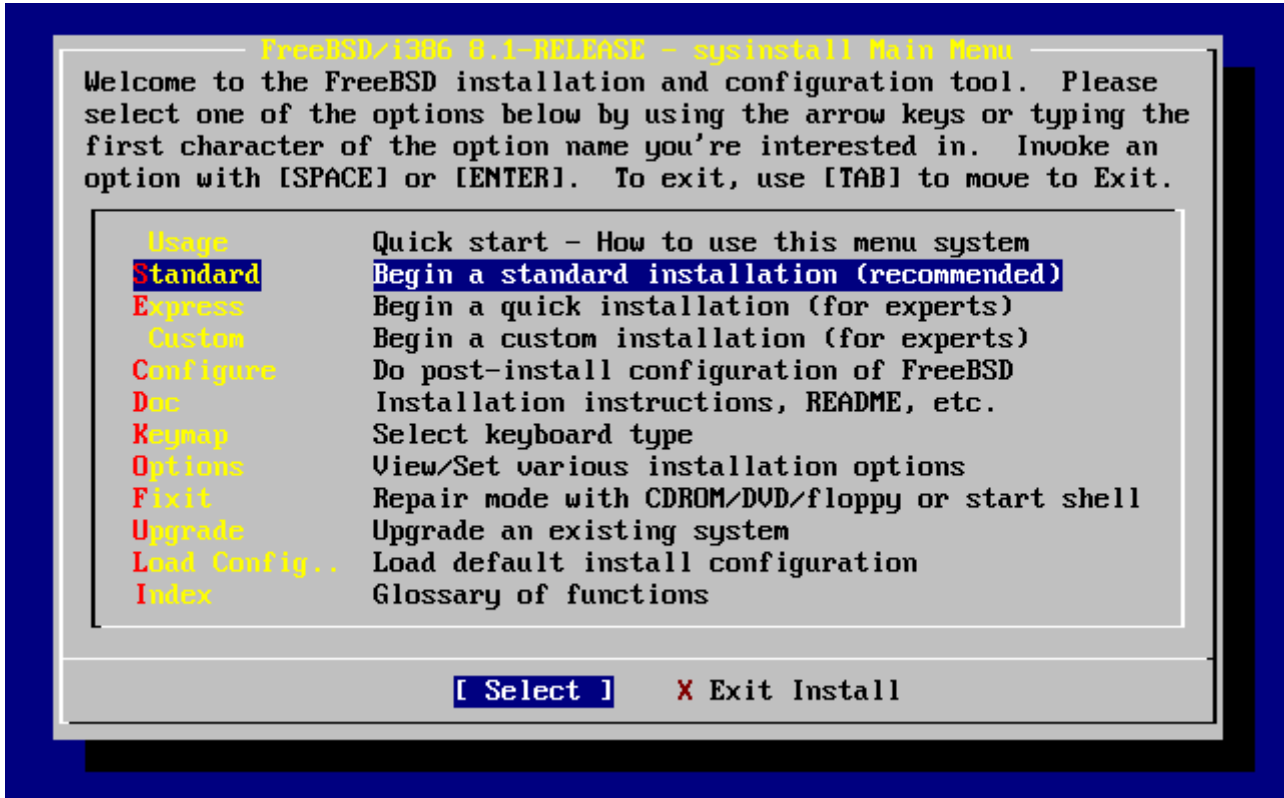 FreeBSD/i386 8.1-RELEASE - sysinstall Main Menu
Welcome to the FreeBSD installation and configuration tool.  Please
select one of the options below by using the arrow keys or typing the
first character of the option name you're interested in.  Invoke an
option with [SPACE] or [ENTER].  To exit, use [TAB] to move to Exit.
Usage Quick start - How to use this menu system
Standard Begin a standard installation (recommended)
Express Begin a quick installation (for experts)
Custom Begin a custom installation (for experts)
Configure Do post-install configuration of FreeBSD
Doc Installation instructions, README, etc.
Keymap Select keyboard type
Options View/Set various installation options
Fixit Repair mode with CDROM/DVD/floppy or start shell
Upgrade Upgrade an existing system
Load Config.. Load default install configuration
Index Glossary of functions
[ Select ] X Exit Install